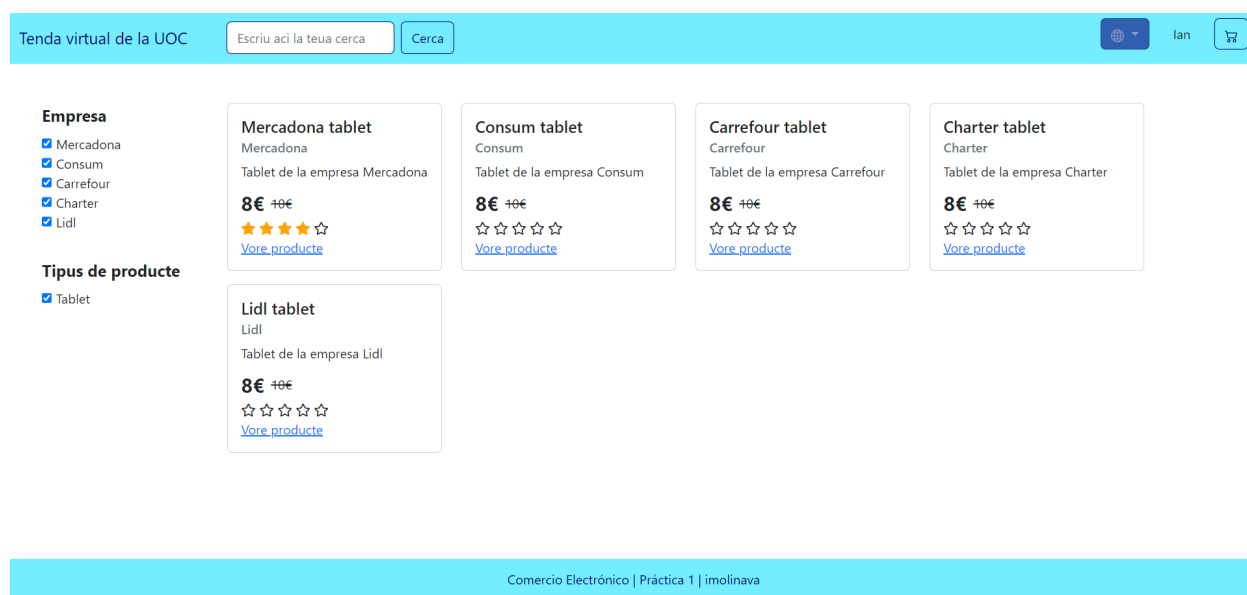 Tenda virtual de la UOC
Escriu aci la teua cerca
Cerca
Ian
Empresa
Mercadona
Consum
Carrefour
Charter
Lidl
Tipus de producte
Tablet
Mercadona tablet
Mercadona
Tablet de la empresa Mercadona
8€ 10€
Vore producte
Consum tablet
Consum
Tablet de la empresa Consum
8€ 10€
Vore producte
Carrefour tablet
Carrefour
Tablet de la empresa Carrefour
8€ 10€
Vore producte
Charter tablet
Charter
Tablet de la empresa Charter
8€ 10€
Vore producte
Lidl tablet
Lidl
Tablet de la empresa Lidl
8€ 10€
Vore producte
Comercio Electrónico | Práctica 1 | imolinava